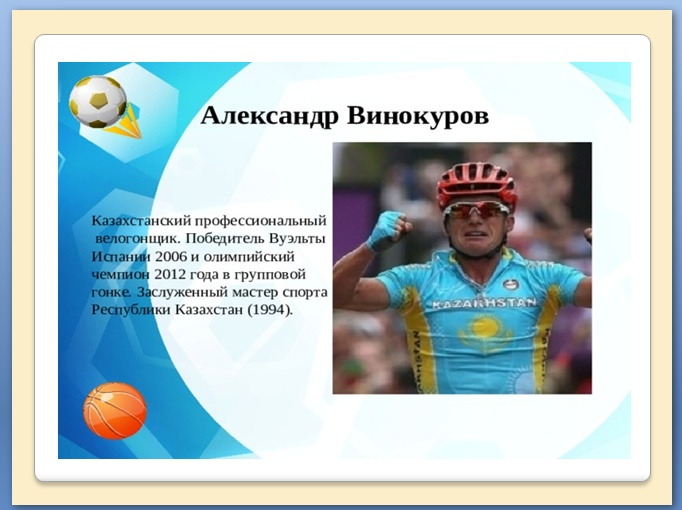 Александр Винокуров
Казахстанский профессиональный
велогонщик. Победитель Вуэльты
Испании 2006 и олимпийский
чемпион 2012 года в групповой
гонке. Заслуженный мастер спорта
Республики Казахстан (1994).
KAZAKHSTAN